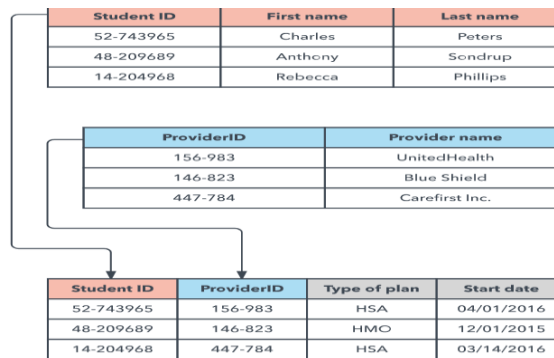 Student ID First name Last name
52-743965 Charles Peters
48-209689 Anthony Sondrup
14-204968 Rebecca Phillips
ProviderID Provider name
156-983 UnitedHealth
146-823 Blue Shield
447-784 Carefirst Inc.
Student ID ProviderID Type of plan Start date
52-743965 156-983 HSA 04/01/2016
48-209689 146-823 HMO 12/01/2015
14-204968 447-784 HSA 03/14/2016